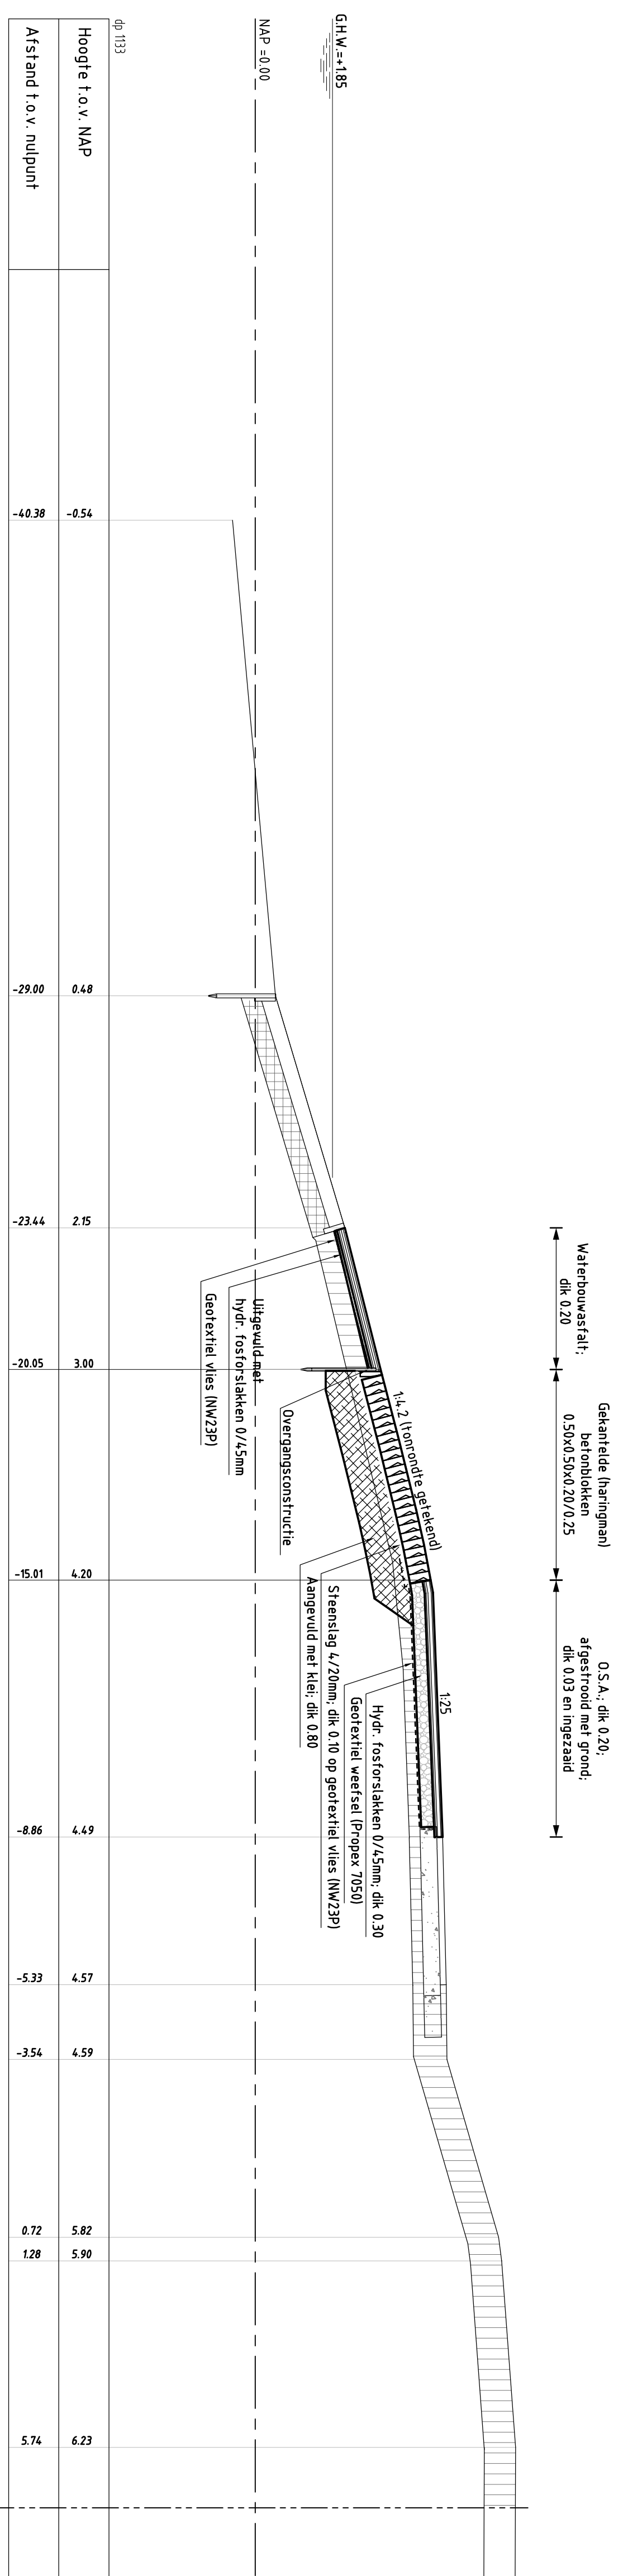 G.H.W.=+1.85
NAP =0.00
dp 1133
Hoogte t.o.v. NAP
Afstand t.o.v. nulpunt
-0.54
-40.38
0.48
-29.00
2.15
-23.44
3.00
-20.05
4.20
-15.01
4.49
-8.86
4.57
-5.33
4.59
-3.54
5.82
0.72
5.90
1.28
6.23
5.74
Waterbouwasfalt;
dik 0.20
Gekantelde (haringman)
betonblokken
0.50x0.50x0.20/0.25
O.S.A.; dik 0.20;
afgestrooid met grond;
dik 0.03 en ingezaaid
1:4.2 (tonrondte getekend)
1:25
Uitgevuld met
hydr. fosforslakken 0/45mm
Geotextiel vlies (NW23P)
Overgangsconstructie
Hydr. fosforslakken 0/45mm; dik 0.30
Geotextiel weefsel (Propex 7050)
Steenslag 4/20mm; dik 0.10 op geotextiel vlies (NW23P)
Aangevuld met klei; dik 0.80